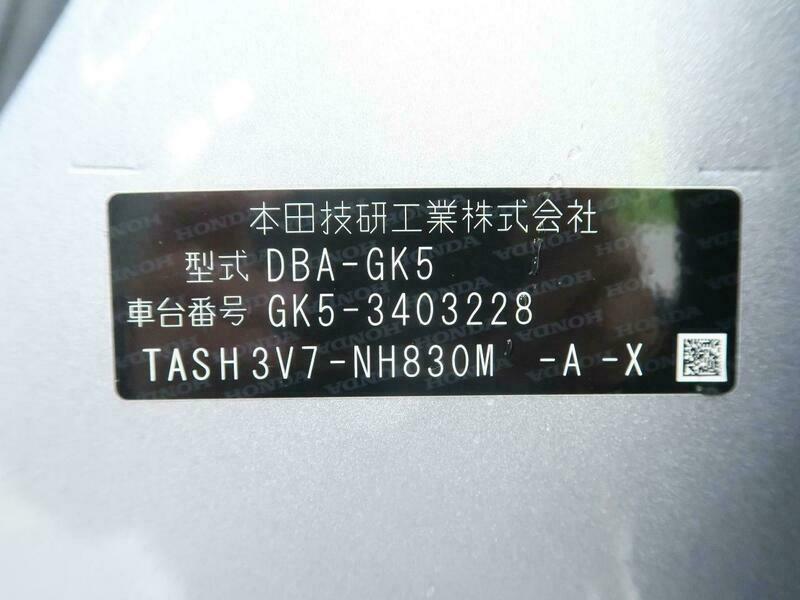 本田技研工業株式会社
型式 DBA-GK5
車台番号 GK5-3403228
TASH3V7-NH830M -A-X